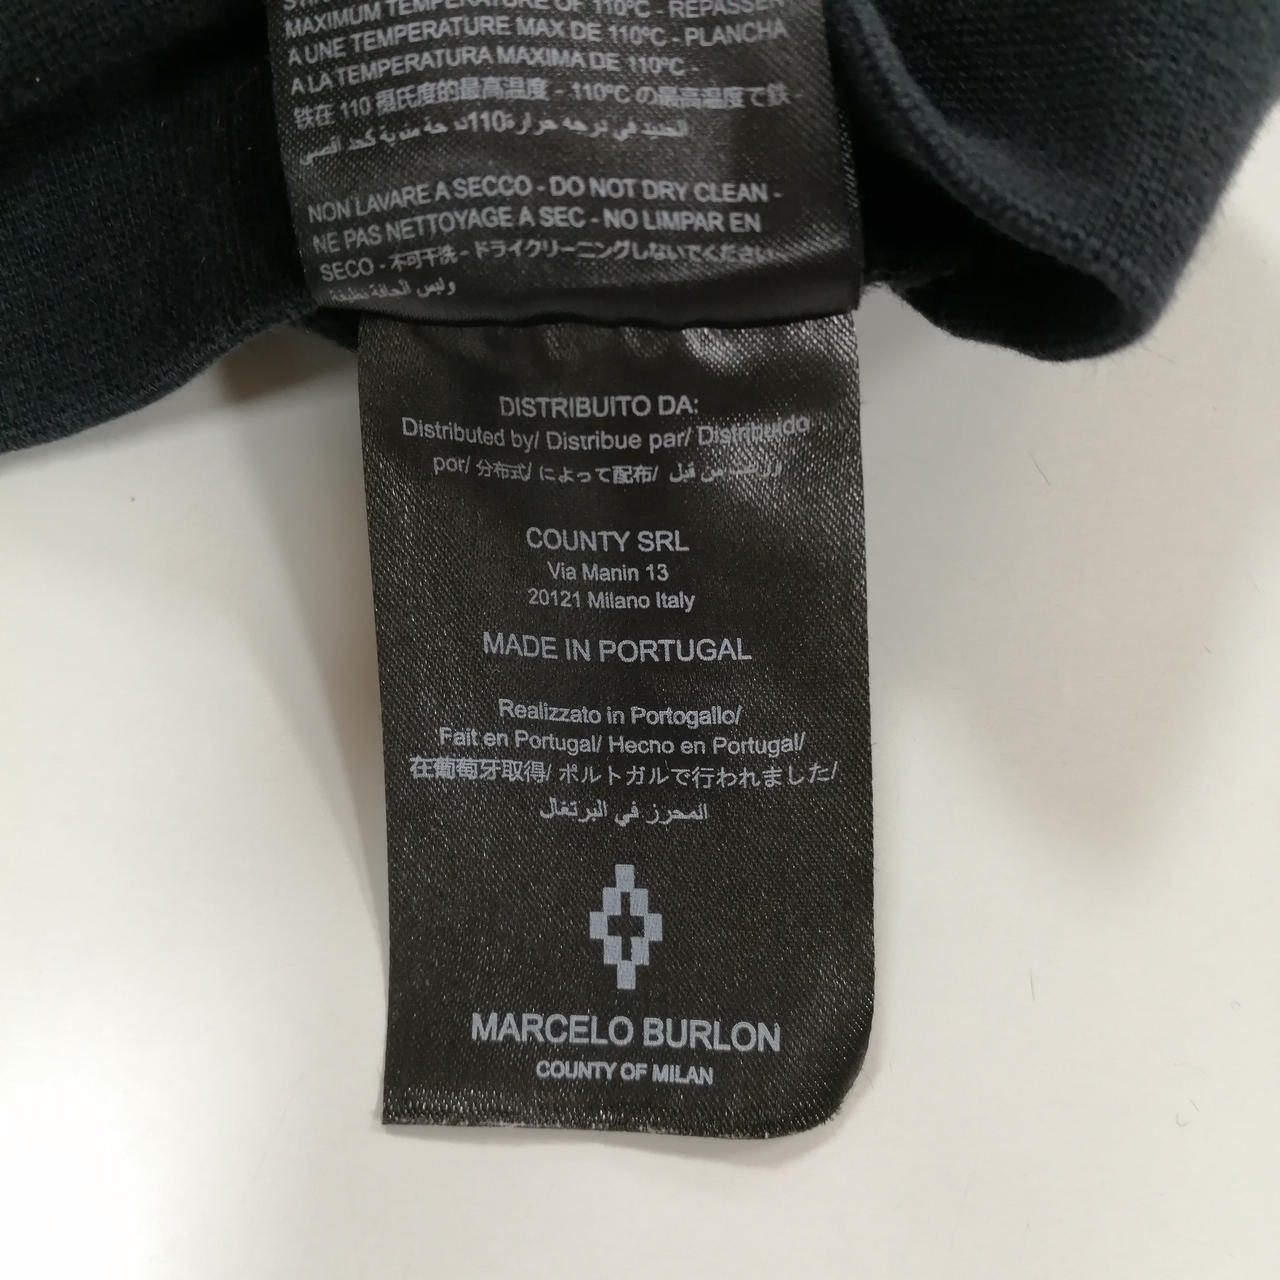 MAXIMUM TEMPERATURE OF 110°C - REPASSER
A UNE TEMPERATURE MAX DE 110°C - PLANCHA
A LA TEMPERATURA MAXIMA DE 110°C -
铁在 110 摄氏度的最高温度 - 110°C の最高温度で鉄 -
NON LAVARE A SECCO - DO NOT DRY CLEAN -
NE PAS NETTOYAGE A SEC - NO LIMPAR EN
SECO - 不可干洗 - ドライクリーニングしないでください -
DISTRIBUITO DA:
Distributed by/ Distribue par/ Distribuido
por/ 分布式/ によって配布/ من قبل
COUNTY SRL
Via Manin 13
20121 Milano Italy
MADE IN PORTUGAL
Realizzato in Portogallo/
Fait en Portugal/ Hecho en Portugal/
在葡萄牙取得/ ポルトガルで行われました/
المحرز في البرتغال
MARCELO BURLON
COUNTY OF MILAN